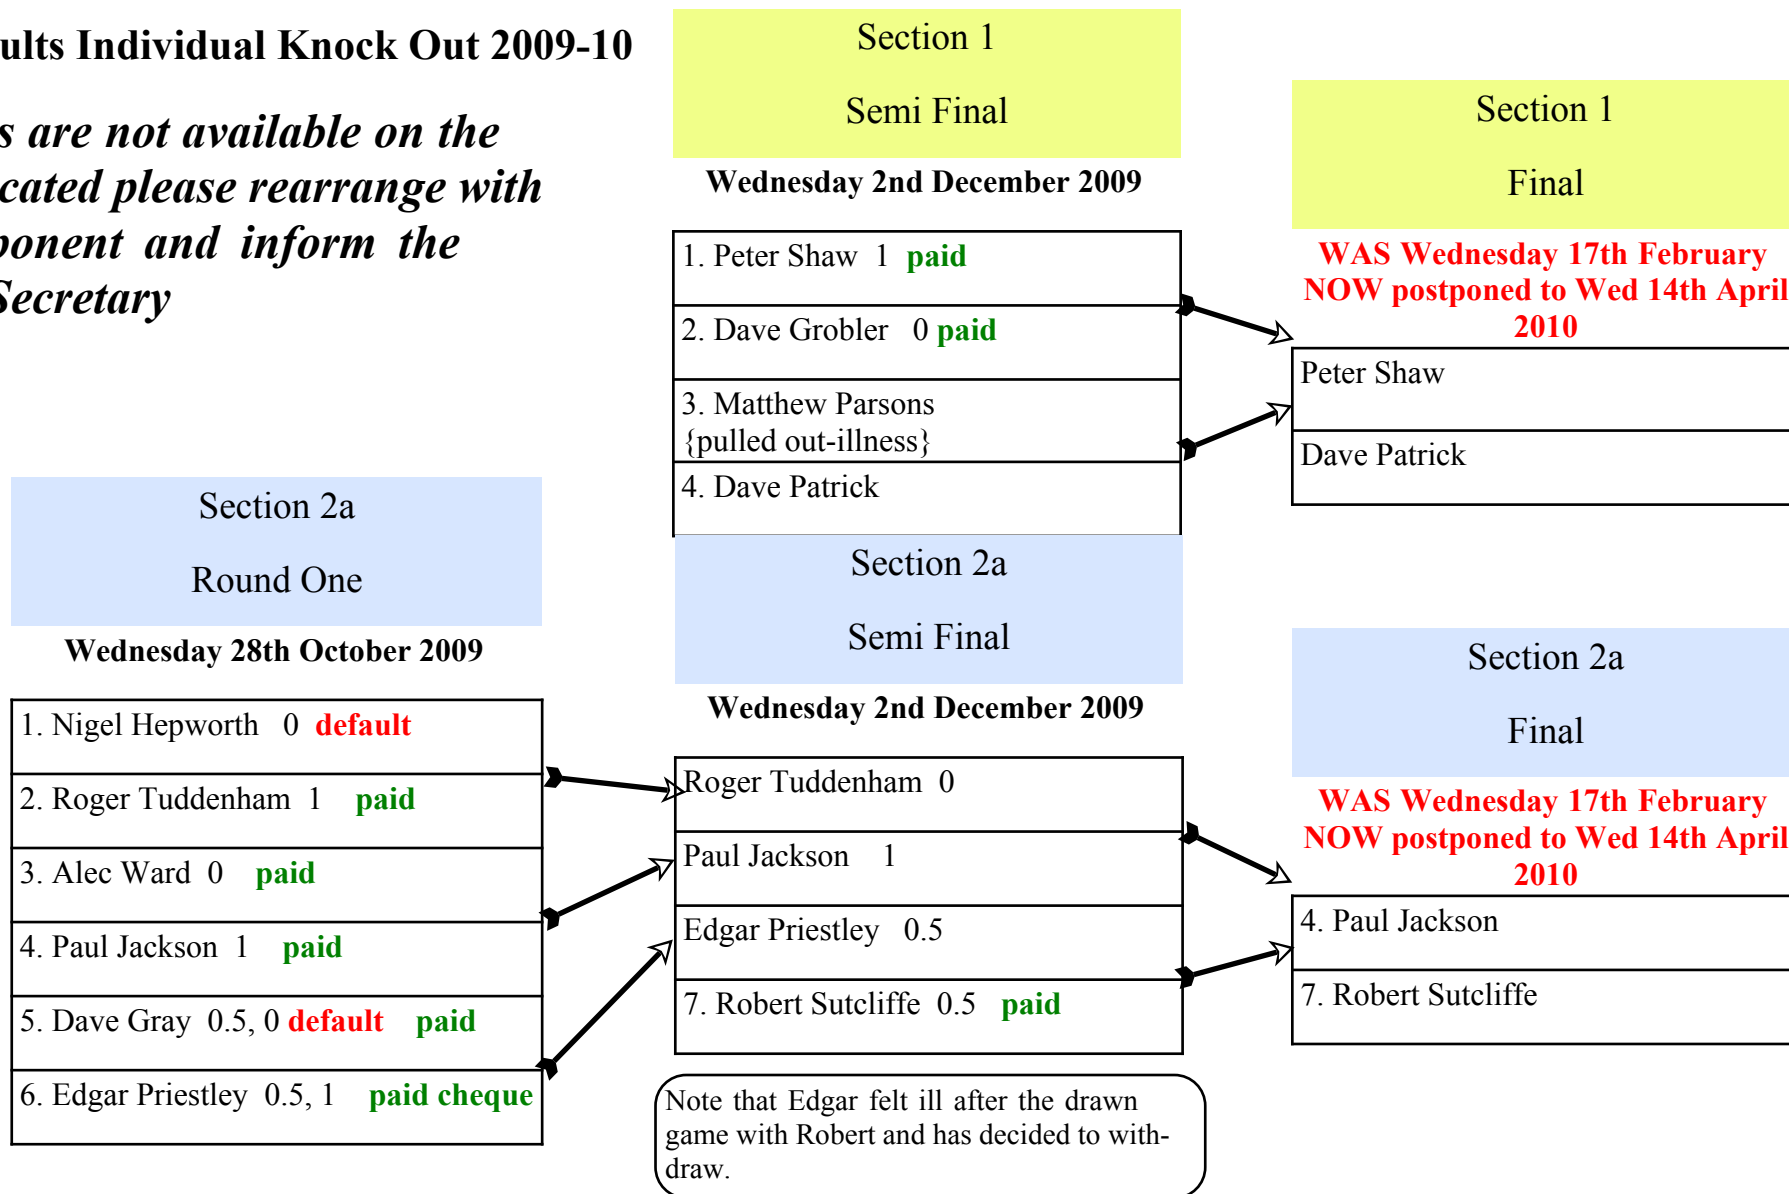 ults Individual Knock Out 2009-10
s are not available on the
cated please rearrange with
ponent and inform the
Secretary
Section 1
Semi Final
Wednesday 2nd December 2009
1. Peter Shaw 1 paid
2. Dave Grobler 0 paid
3. Matthew Parsons
{pulled out-illness}
4. Dave Patrick
Section 1
Final
WAS Wednesday 17th February
NOW postponed to Wed 14th April
2010
Peter Shaw
Dave Patrick
Section 2a
Round One
Wednesday 28th October 2009
1. Nigel Hepworth 0 default
2. Roger Tuddenham 1 paid
3. Alec Ward 0 paid
4. Paul Jackson 1 paid
5. Dave Gray 0.5, 0 default paid
6. Edgar Priestley 0.5, 1 paid cheque
Section 2a
Semi Final
Wednesday 2nd December 2009
Roger Tuddenham 0
Paul Jackson 1
Edgar Priestley 0.5
7. Robert Sutcliffe 0.5 paid
Note that Edgar felt ill after the drawn
game with Robert and has decided to with-
draw.
Section 2a
Final
WAS Wednesday 17th February
NOW postponed to Wed 14th April
2010
4. Paul Jackson
7. Robert Sutcliffe